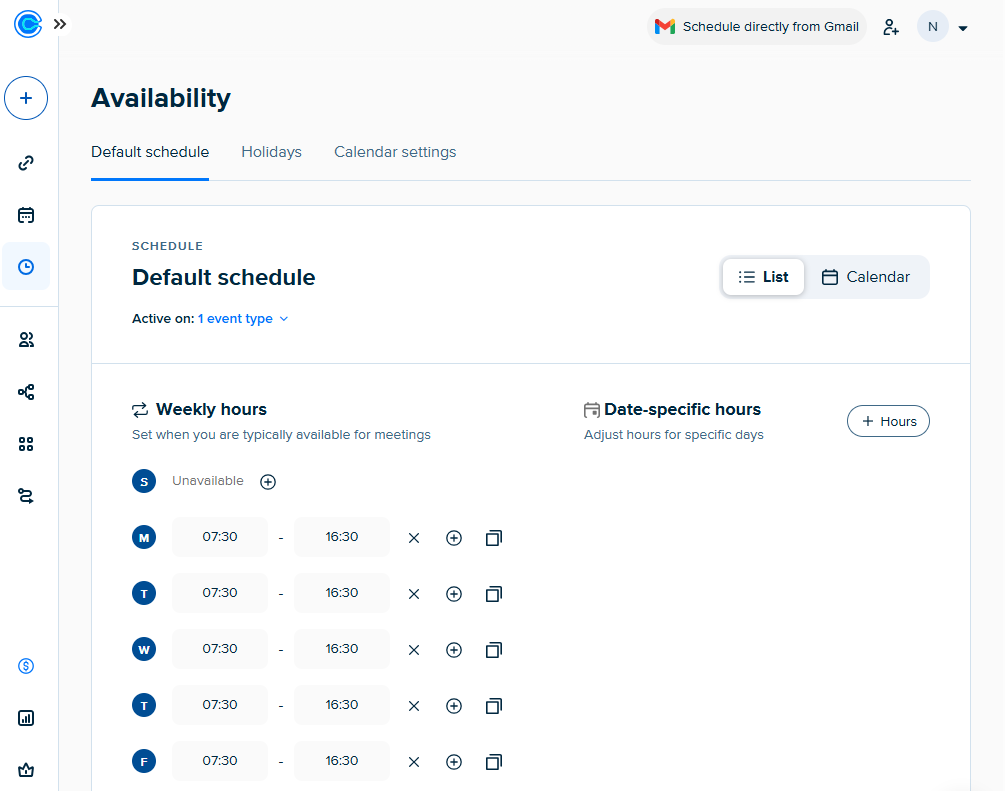 Schedule directly from Gmail
N
Availability
Default schedule
Holidays
Calendar settings
SCHEDULE
Default schedule
List
Calendar
Active on: 1 event type
Weekly hours
Set when you are typically available for meetings
Date-specific hours
Adjust hours for specific days
+ Hours
S Unavailable
M 07:30 - 16:30
T 07:30 - 16:30
W 07:30 - 16:30
T 07:30 - 16:30
F 07:30 - 16:30